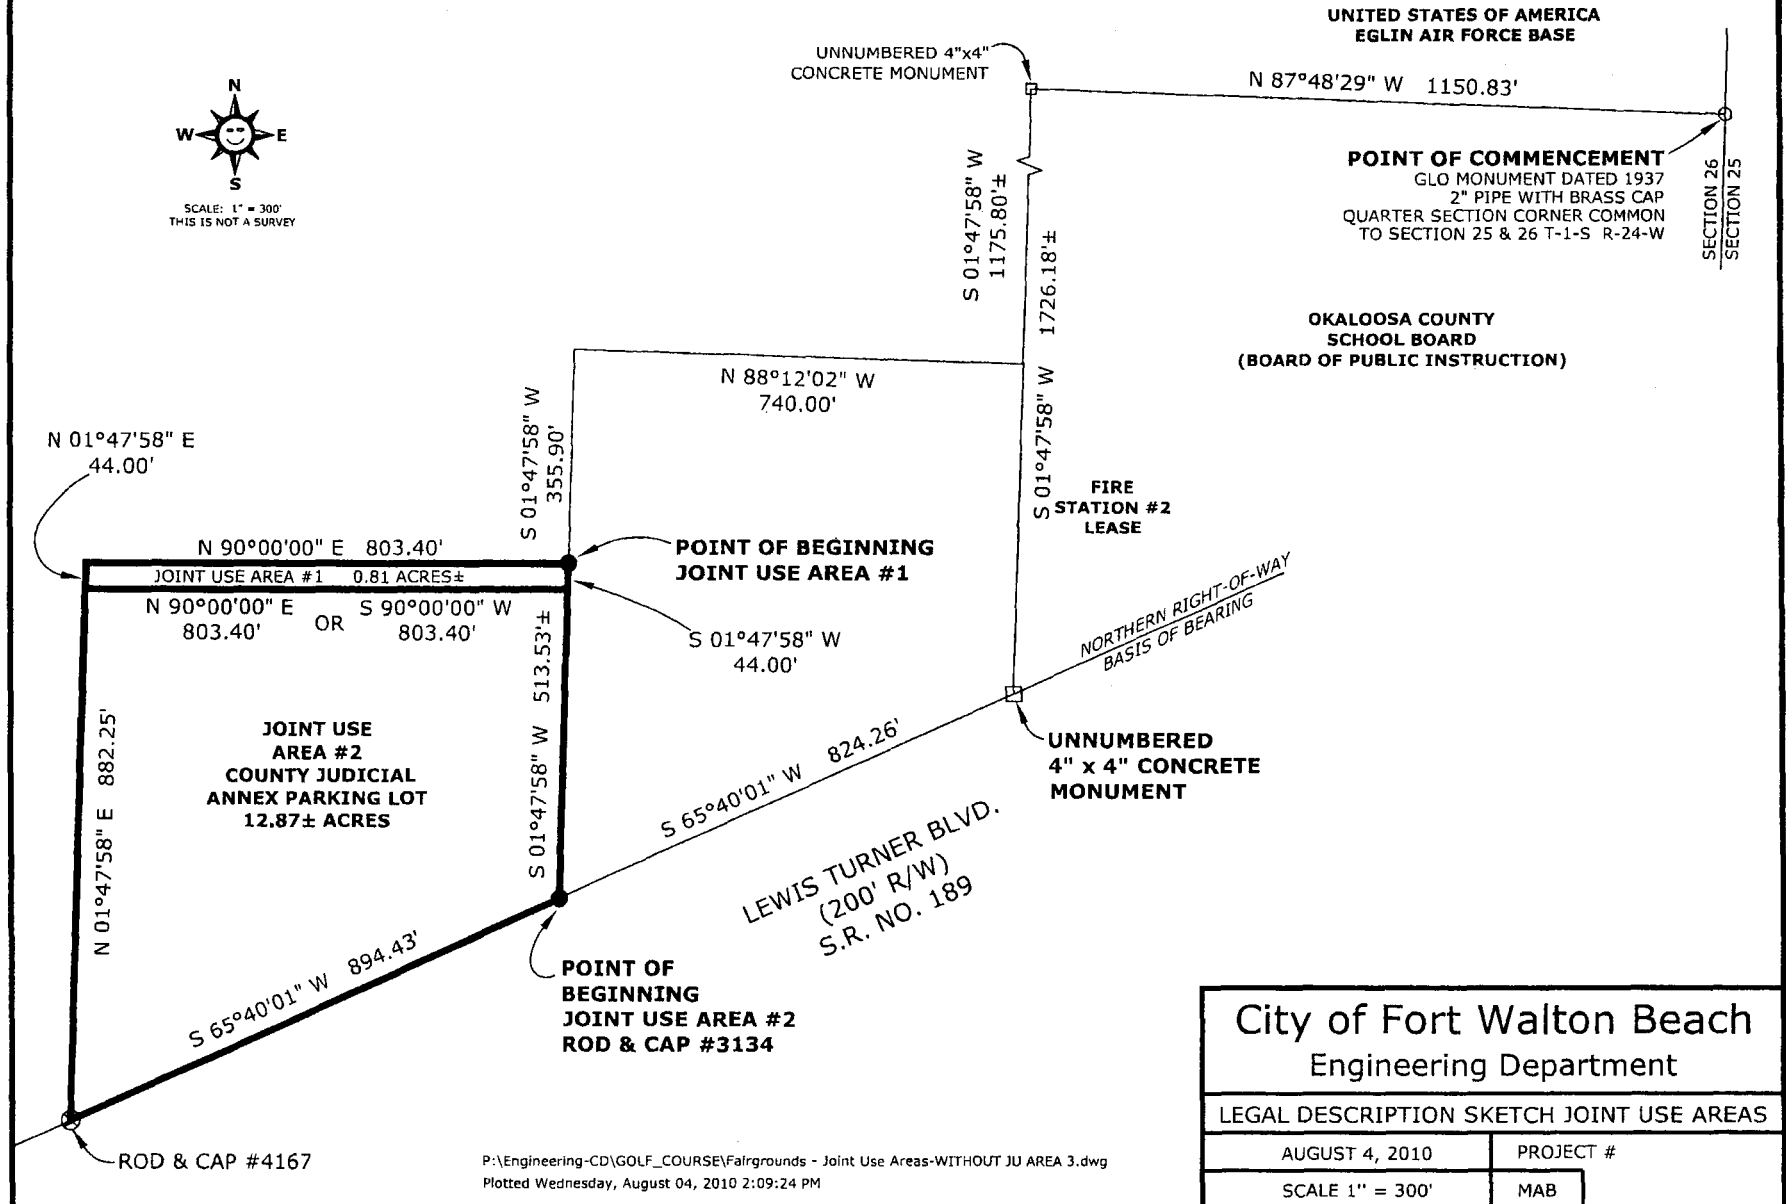 UNITED STATES OF AMERICA
EGLIN AIR FORCE BASE
UNNUMBERED 4"x4"
CONCRETE MONUMENT
N 87°48'29" W 1150.83'
N
W E
S
SCALE: 1" = 300'
THIS IS NOT A SURVEY
POINT OF COMMENCEMENT
GLO MONUMENT DATED 1937
2" PIPE WITH BRASS CAP
QUARTER SECTION CORNER COMMON
TO SECTION 25 & 26 T-1-S R-24-W
SECTION 26
SECTION 25
S 01°47'58" W
1175.80'±
S 01°47'58" W 1726.18'±
OKALOOSA COUNTY
SCHOOL BOARD
(BOARD OF PUBLIC INSTRUCTION)
N 88°12'02" W
740.00'
S 01°47'58" W
355.90'
N 01°47'58" E
44.00'
FIRE
STATION #2
LEASE
N 90°00'00" E 803.40'
JOINT USE AREA #1 0.81 ACRES±
POINT OF BEGINNING
JOINT USE AREA #1
N 90°00'00" E
803.40'
OR
S 90°00'00" W
803.40'
S 01°47'58" W
44.00'
NORTHERN RIGHT-OF-WAY
BASIS OF BEARING
S 01°47'58" W 513.53'±
N 01°47'58" E 882.25'
JOINT USE
AREA #2
COUNTY JUDICIAL
ANNEX PARKING LOT
12.87± ACRES
UNNUMBERED
4" x 4" CONCRETE
MONUMENT
S 65°40'01" W 824.26'
LEWIS TURNER BLVD.
(200' R/W)
S.R. NO. 189
S 65°40'01" W 894.43'
POINT OF
BEGINNING
JOINT USE AREA #2
ROD & CAP #3134
ROD & CAP #4167
P:\Engineering-CD\GOLF_COURSE\Fairgrounds - Joint Use Areas-WITHOUT JU AREA 3.dwg
Plotted Wednesday, August 04, 2010 2:09:24 PM
City of Fort Walton Beach
Engineering Department
LEGAL DESCRIPTION SKETCH JOINT USE AREAS
AUGUST 4, 2010
PROJECT #
SCALE 1'' = 300'
MAB